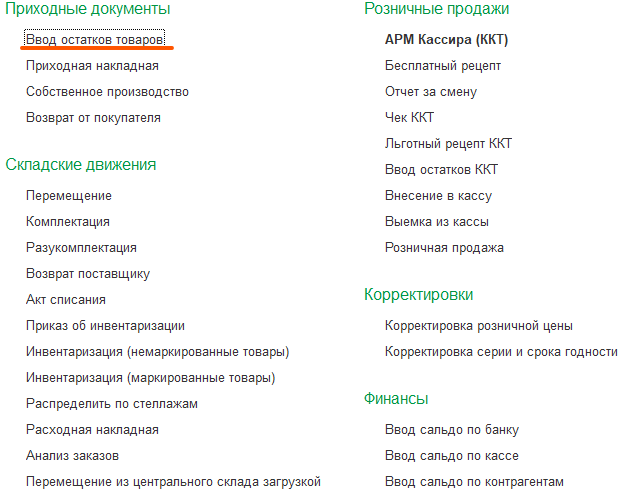 Приходные документы
Ввод остатков товаров
Приходная накладная
Собственное производство
Возврат от покупателя
Складские движения
Перемещение
Комплектация
Разукомплектация
Возврат поставщику
Акт списания
Приказ об инвентаризации
Инвентаризация (немаркированные товары)
Инвентаризация (маркированные товары)
Распределить по стеллажам
Расходная накладная
Анализ заказов
Перемещение из центрального склада загрузкой
Розничные продажи
АРМ Кассира (ККТ)
Бесплатный рецепт
Отчет за смену
Чек ККТ
Льготный рецепт ККТ
Ввод остатков ККТ
Внесение в кассу
Выемка из кассы
Розничная продажа
Корректировки
Корректировка розничной цены
Корректировка серии и срока годности
Финансы
Ввод сальдо по банку
Ввод сальдо по кассе
Ввод сальдо по контрагентам